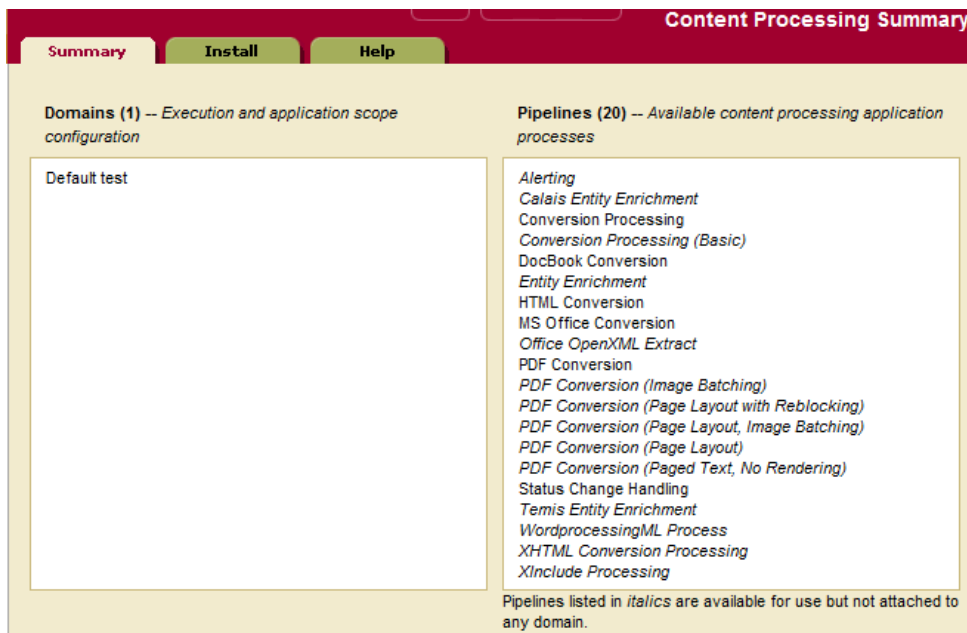 Content Processing Summary
Summary
Install
Help
Domains (1) -- Execution and application scope
configuration
Default test
Pipelines (20) -- Available content processing application
processes
Alerting
Calais Entity Enrichment
Conversion Processing
Conversion Processing (Basic)
DocBook Conversion
Entity Enrichment
HTML Conversion
MS Office Conversion
Office OpenXML Extract
PDF Conversion
PDF Conversion (Image Batching)
PDF Conversion (Page Layout with Reblocking)
PDF Conversion (Page Layout, Image Batching)
PDF Conversion (Page Layout)
PDF Conversion (Paged Text, No Rendering)
Status Change Handling
Temis Entity Enrichment
WordprocessingML Process
XHTML Conversion Processing
XInclude Processing
Pipelines listed in italics are available for use but not attached to
any domain.